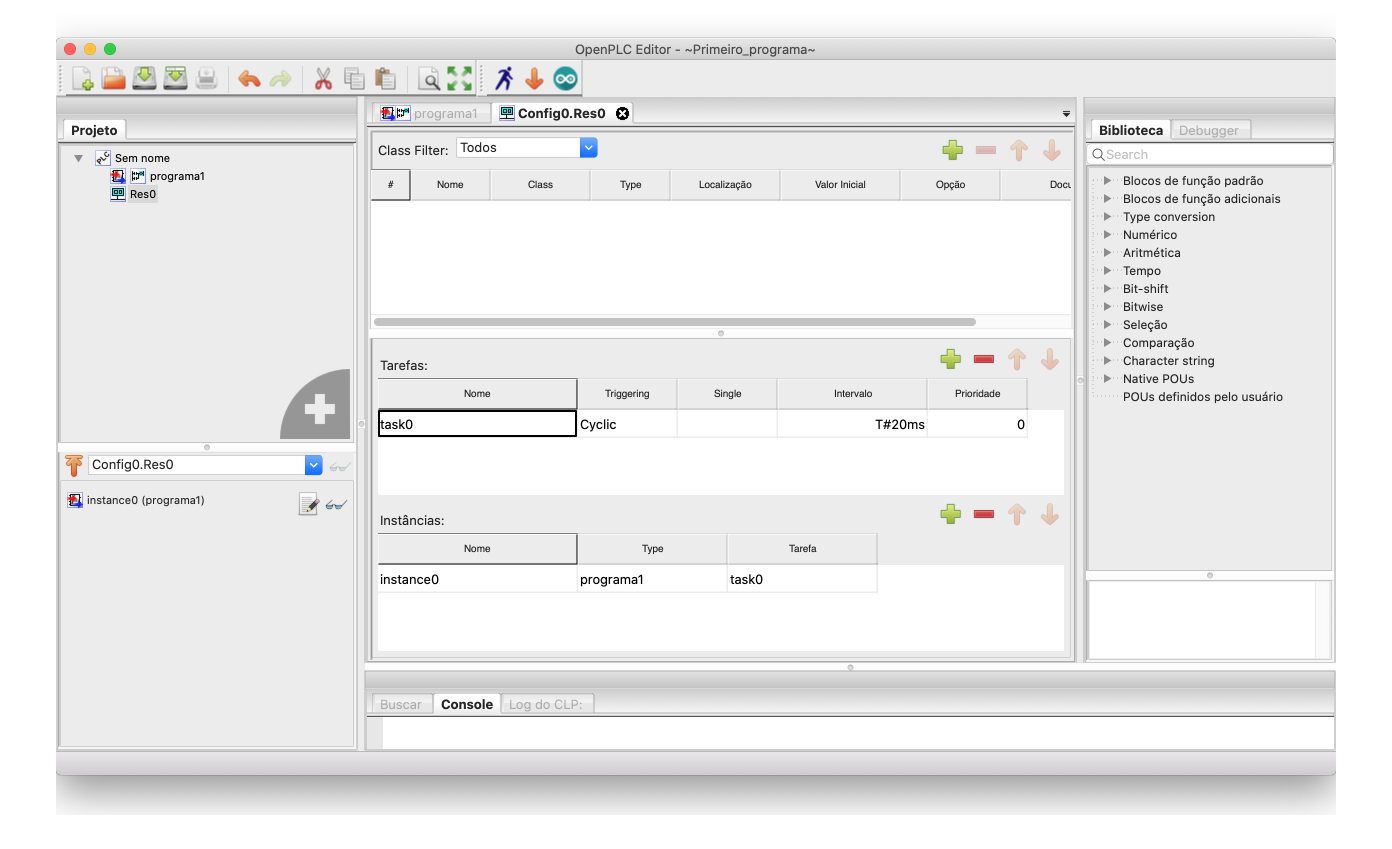 OpenPLC Editor - ~Primeiro_programa~
Projeto
Sem nome
programa1
Res0
Config0.Res0
instance0 (programa1)
programa1
Config0.Res0
Class Filter: Todos
# Nome Class Type Localização Valor Inicial Opção Docu
Tarefas:
Nome Triggering Single Intervalo Prioridade
task0 Cyclic T#20ms 0
Instâncias:
Nome Type Tarefa
instance0 programa1 task0
Buscar Console Log do CLP:
Biblioteca Debugger
Search
Blocos de função padrão
Blocos de função adicionais
Type conversion
Numérico
Aritmética
Tempo
Bit-shift
Bitwise
Seleção
Comparação
Character string
Native POUs
POUs definidos pelo usuário